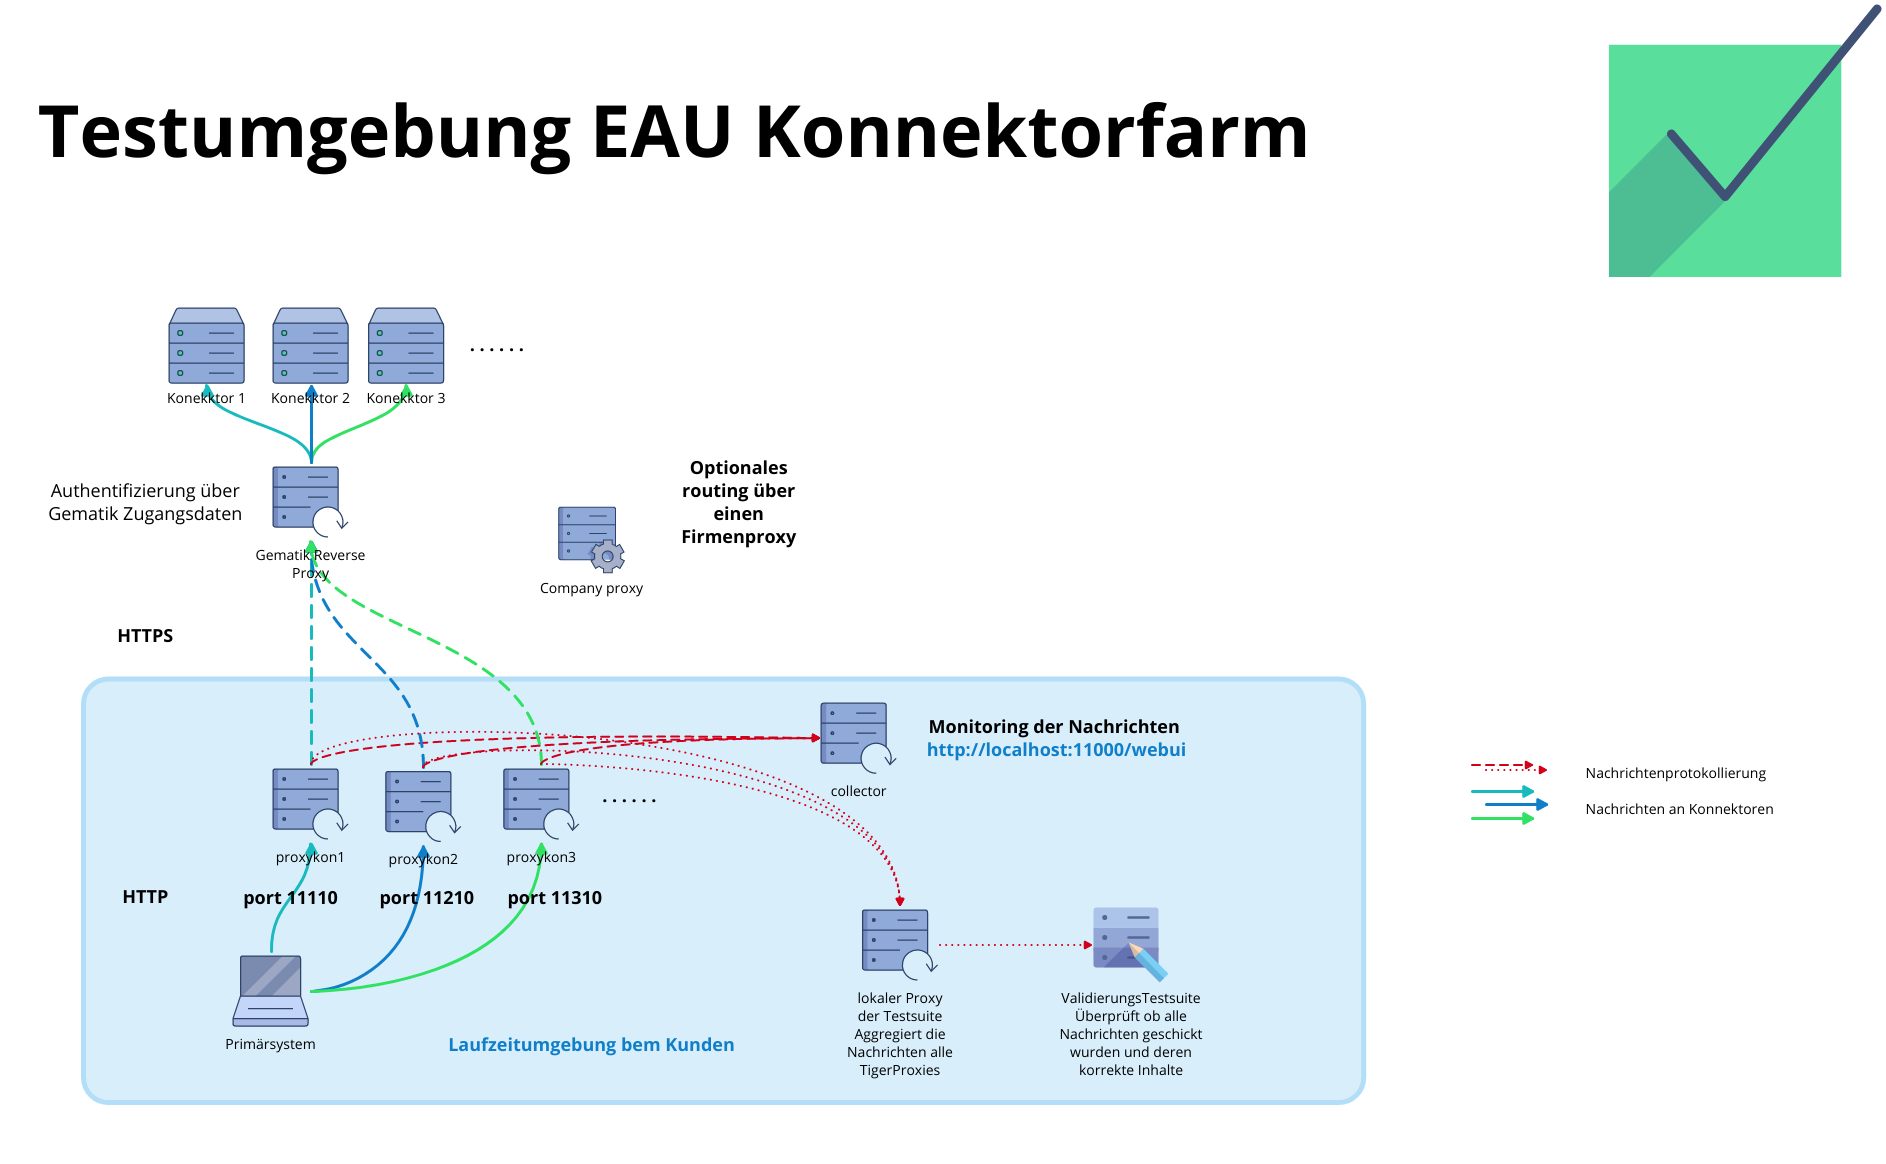 Testumgebung EAU Konnektorfarm
Konekktor 1
Konekktor 2
Konekktor 3
......
Authentifizierung über
Gematik Zugangsdaten
Gematik Reverse
Proxy
Optionales
routing über
einen
Firmenproxy
Company proxy
HTTPS
Monitoring der Nachrichten
http://localhost:11000/webui
collector
proxykon1
proxykon2
proxykon3
......
Nachrichtenprotokollierung
Nachrichten an Konnektoren
HTTP
port 11110
port 11210
port 11310
Primärsystem
Laufzeitumgebung bem Kunden
lokaler Proxy
der Testsuite
Aggregiert die
Nachrichten alle
TigerProxies
ValidierungsTestsuite
Überprüft ob alle
Nachrichten geschickt
wurden und deren
korrekte Inhalte